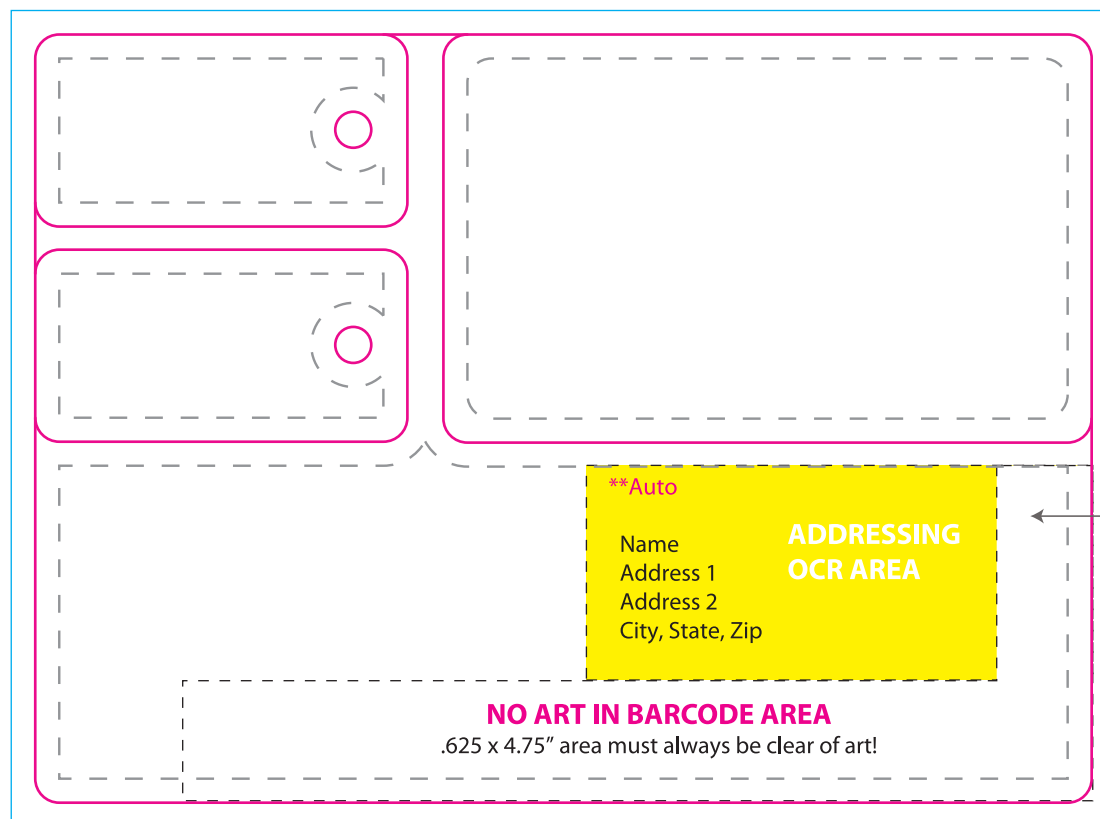 **Auto
Name
Address 1
Address 2
City, State, Zip
ADDRESSING
OCR AREA
NO ART IN BARCODE AREA
.625 x 4.75” area must always be clear of art!